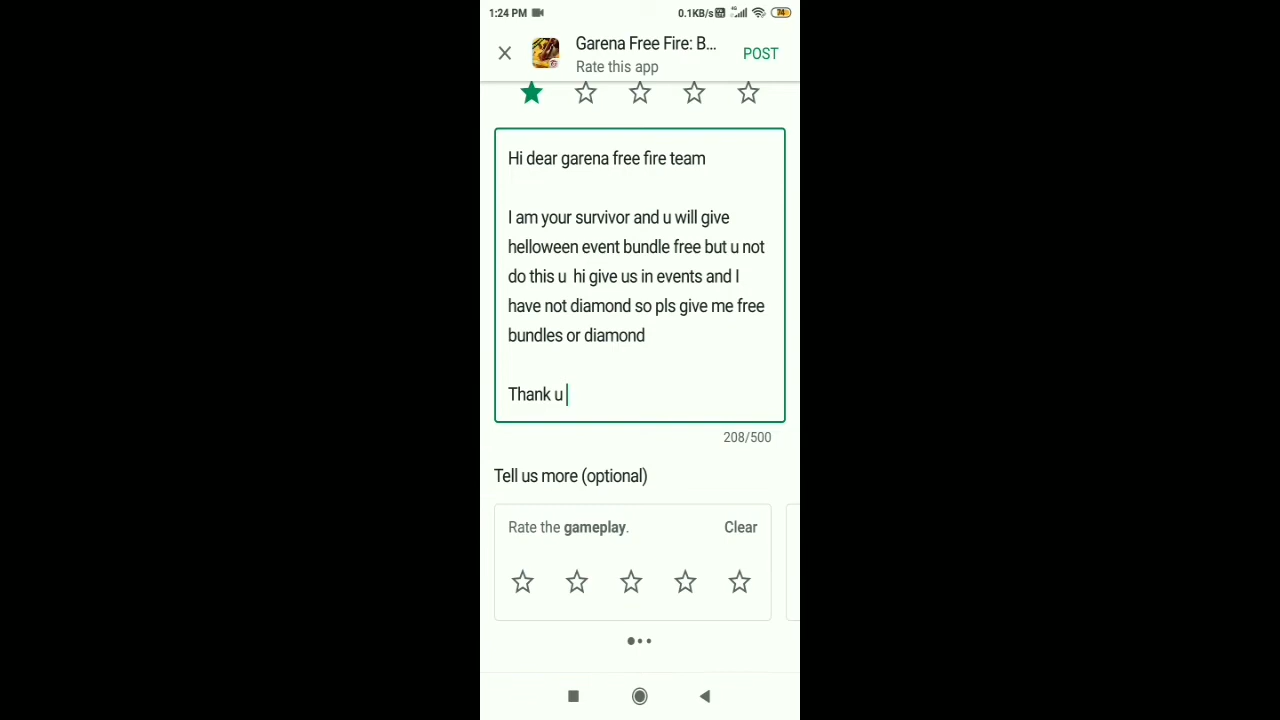 1:24 PM 0.1KB/s 4G 74
Garena Free Fire: B...
Rate this app
POST
Hi dear garena free fire team
I am your survivor and u will give
helloween event bundle free but u not
do this u  hi give us in events and I
have not diamond so pls give me free
bundles or diamond
Thank u
208/500
Tell us more (optional)
Rate the gameplay. Clear